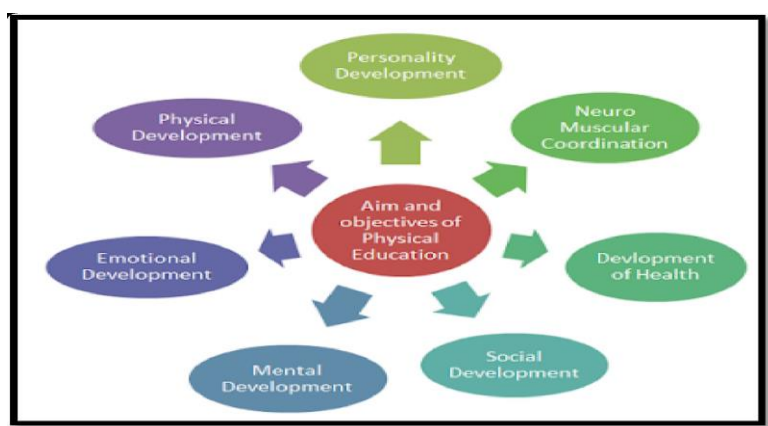 Personality
Development
Neuro
Muscular
Coordination
Physical
Development
Aim and
objectives of
Physical
Education
Emotional
Development
Devlopment
of Health
Mental
Development
Social
Development